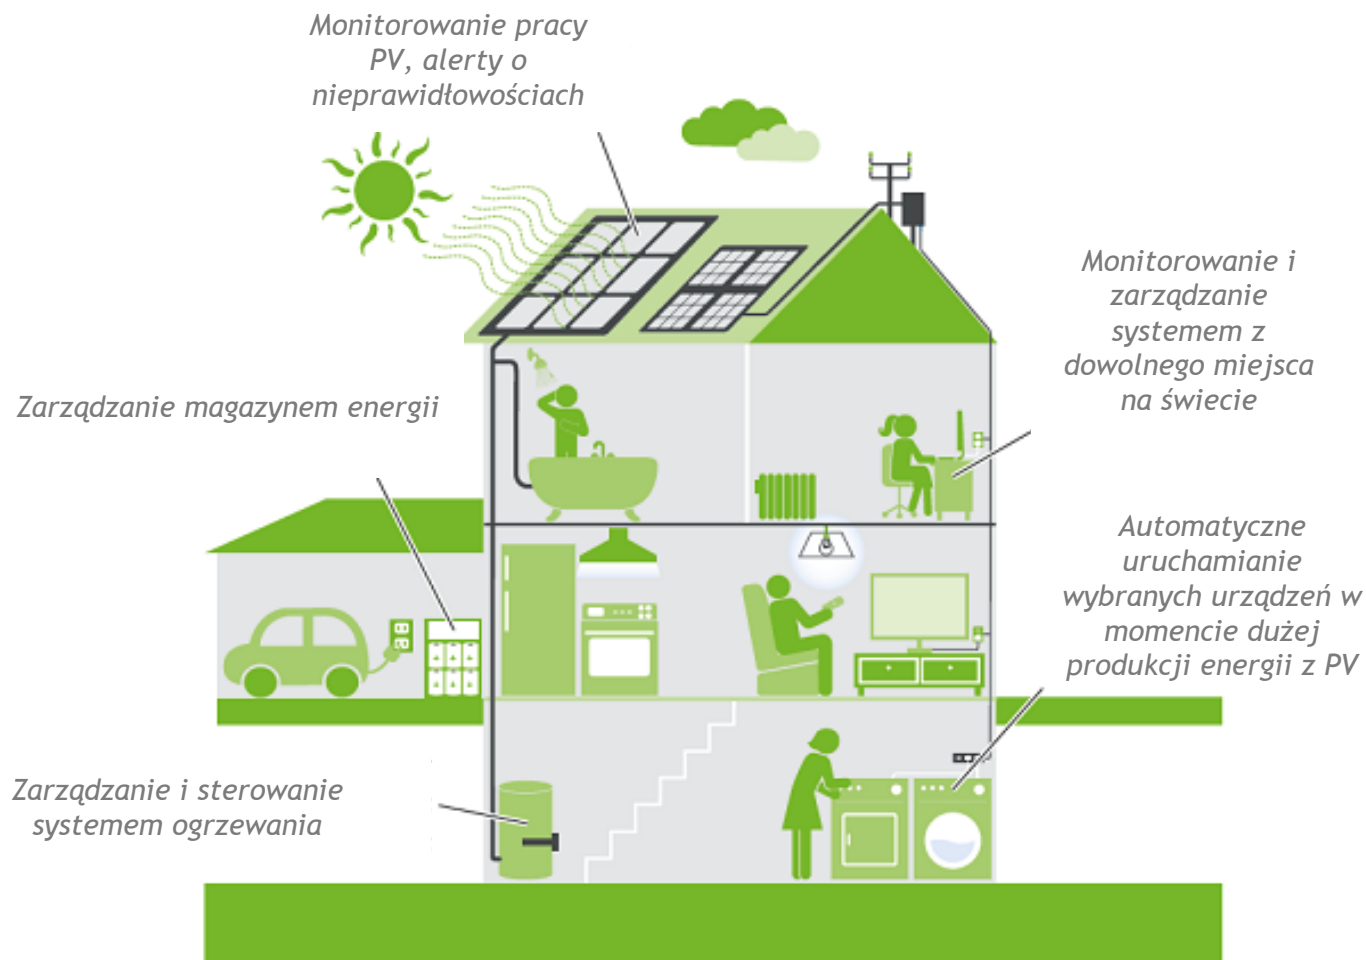 Monitorowanie pracy
PV, alerty o
nieprawidłowościach
Monitorowanie i
zarządzanie
systemem z
dowolnego miejsca
na świecie
Zarządzanie magazynem energii
Automatyczne
uruchamianie
wybranych urządzeń w
momencie dużej
produkcji energii z PV
Zarządzanie i sterowanie
systemem ogrzewania